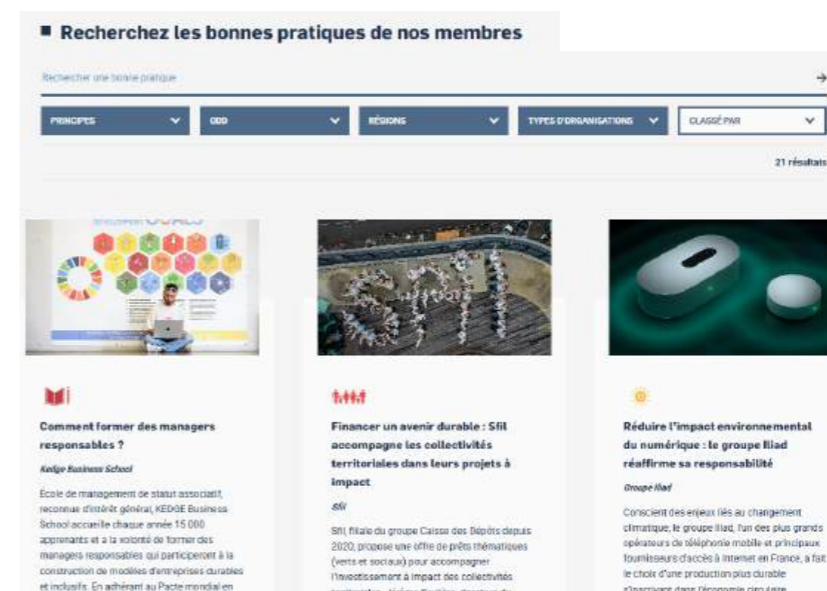 Recherchez les bonnes pratiques de nos membres
Rechercher une bonne pratique
PRINCIPES
ODD
RÉGIONS
TYPES D'ORGANISATIONS
CLASSÉ PAR
21 résultats
GOALS
Comment former des managers
responsables ?
Kedge Business School
École de management de statut associatif,
reconnue d'intérêt général, KEDGE Business
School accueille chaque année 15 000
apprenants et a la volonté de former des
managers responsables qui participeront à la
construction de modèles d'entreprises durables
et inclusifs. En adhérant au Pacte mondial en
Financer un avenir durable : Sfil
accompagne les collectivités
territoriales dans leurs projets à
impact
Sfil
Sfil, filiale du groupe Caisse des Dépôts depuis
2020, propose une offre de prêts thématiques
(verts et sociaux) pour accompagner
l'investissement à impact des collectivités
Réduire l'impact environnemental
du numérique : le groupe Iliad
réaffirme sa responsabilité
Groupe Iliad
Conscient des enjeux liés au changement
climatique, le groupe Iliad, l'un des plus grands
opérateurs de téléphonie mobile et principaux
fournisseurs d'accès à Internet en France, a fait
le choix d'une production plus durable
s'inscrivant dans l'économie circulaire